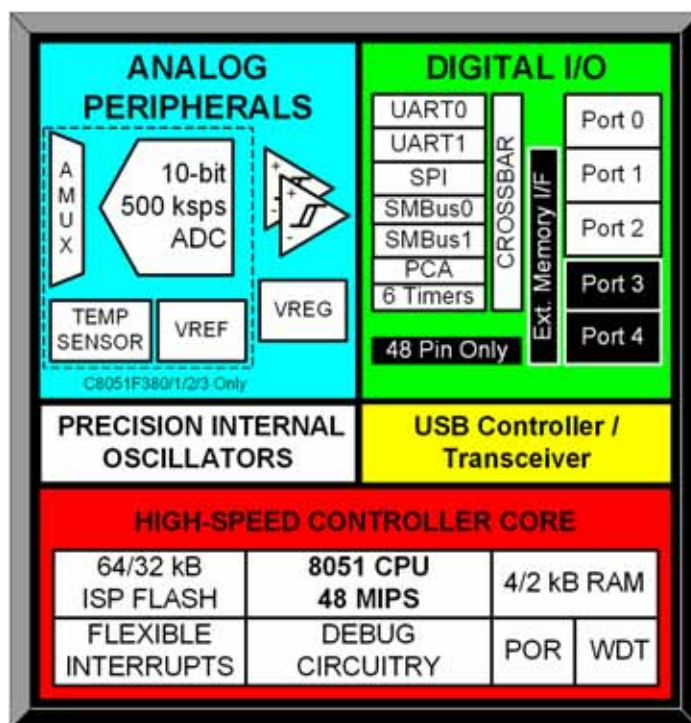 ANALOG
PERIPHERALS
A
M
U
X
10-bit
500 ksps
ADC
+
-
+
-
TEMP
SENSOR
VREF
VREG
C8051F380/1/2/3 Only
DIGITAL I/O
UART0
UART1
SPI
SMBus0
SMBus1
PCA
6 Timers
CROSSBAR
Ext. Memory I/F
Port 0
Port 1
Port 2
Port 3
Port 4
48 Pin Only
PRECISION INTERNAL
OSCILLATORS
USB Controller /
Transceiver
HIGH-SPEED CONTROLLER CORE
64/32 kB
ISP FLASH
8051 CPU
48 MIPS
4/2 kB RAM
FLEXIBLE
INTERRUPTS
DEBUG
CIRCUITRY
POR
WDT